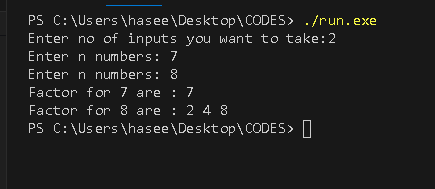 PS C:\Users\hasee\Desktop\CODES> ./run.exe
Enter no of inputs you want to take:2
Enter n numbers: 7
Enter n numbers: 8
Factor for 7 are : 7
Factor for 8 are : 2 4 8
PS C:\Users\hasee\Desktop\CODES>